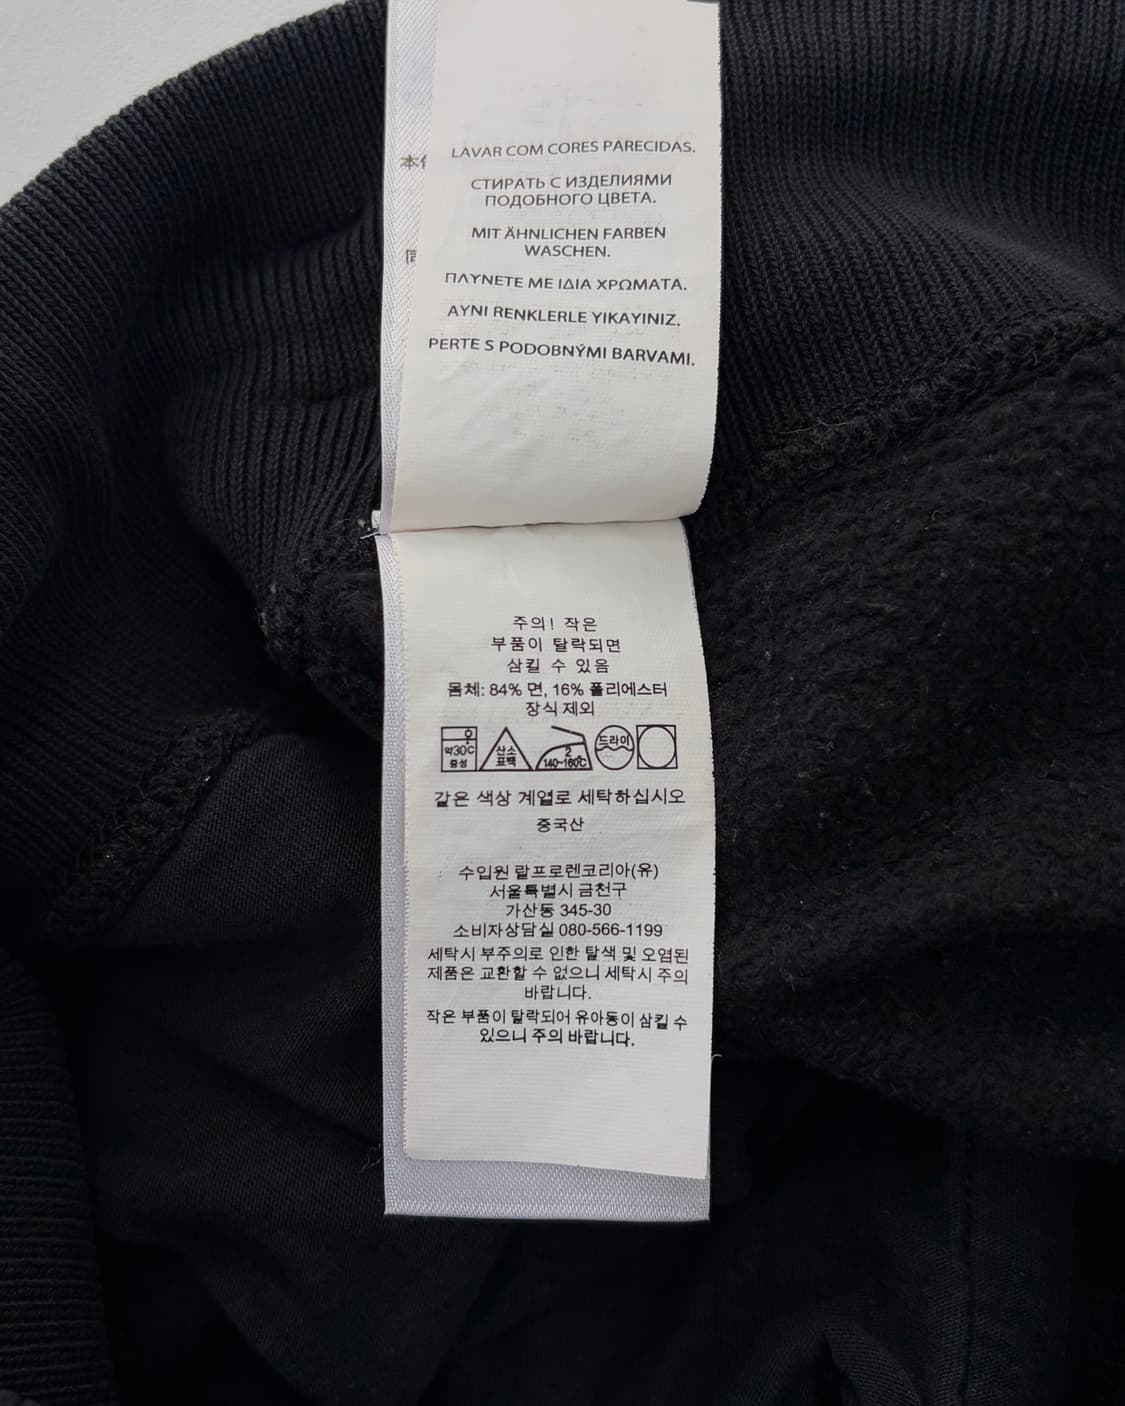 LAVAR COM CORES PARECIDAS.
СТИРАТЬ С ИЗДЕЛИЯМИ
ПОДОБНОГО ЦВЕТА.
MIT ÄHNLICHEN FARBEN
WASCHEN.
ΠΛΥΝΕΤΕ ΜΕ ΙΔΙΑ ΧΡΩΜΑΤΑ.
AYNI RENKLERLE YIKAYINIZ.
PERTE S PODOBNÝMI BARVAMI.
주의! 작은
부품이 탈락되면
삼킬 수 있음
몸체: 84% 면, 16% 폴리에스터
장식 제외
약30℃
중성
산소
표백
2
140~160℃
드라이
같은 색상 계열로 세탁하십시오
중국산
수입원 랄프로렌코리아(유)
서울특별시 금천구
가산동 345-30
소비자상담실 080-566-1199
세탁시 부주의로 인한 탈색 및 오염된
제품은 교환할 수 없으니 세탁시 주의
바랍니다.
작은 부품이 탈락되어 유아동이 삼킬 수
있으니 주의 바랍니다.